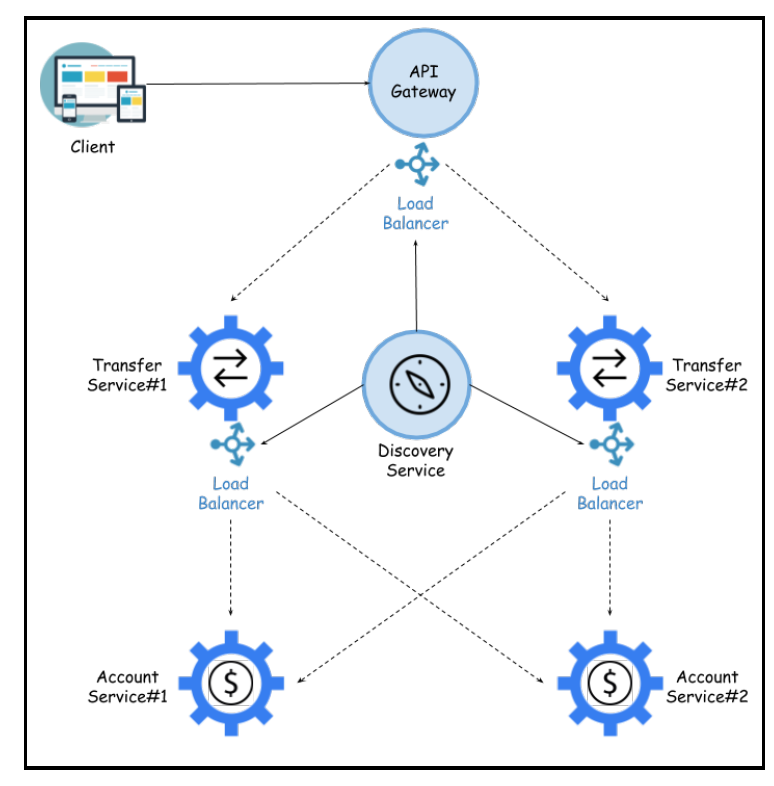 API
Gateway
Client
Load
Balancer
Transfer
Service#1
Transfer
Service#2
Discovery
Service
Load
Balancer
Load
Balancer
Account
Service#1
Account
Service#2